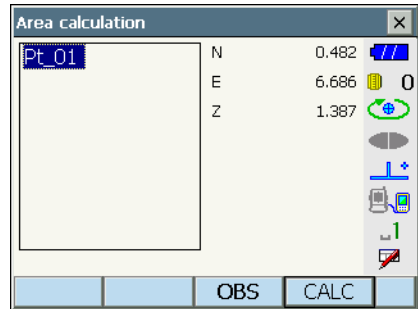 Area calculation
Pt_01
N 0.482
E 6.686
0
Z 1.387
1
OBS CALC